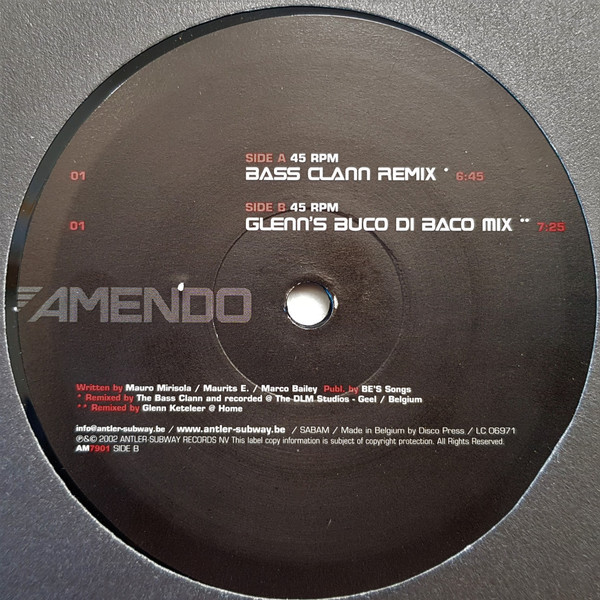 SIDE A 45 RPM
01 BASS CLANN REMIX * 6:45
SIDE B 45 RPM
01 GLENN'S BUCO DI BACO MIX ** 7:25
AMENDO
Written by Mauro Mirisola / Maurits E. / Marco Bailey Publ. by BE'S Songs
* Remixed by The Bass Clann and recorded @ The DLM Studios - Geel / Belgium
** Remixed by Glenn Keteleer @ Home
info@antler-subway.be / www.antler-subway.be / SABAM / Made in Belgium by Disco Press / LC 06971
℗&© 2002 ANTLER-SUBWAY RECORDS NV This label copy information is subject of copyright protection. All Rights Reserved.
AM7901 SIDE B